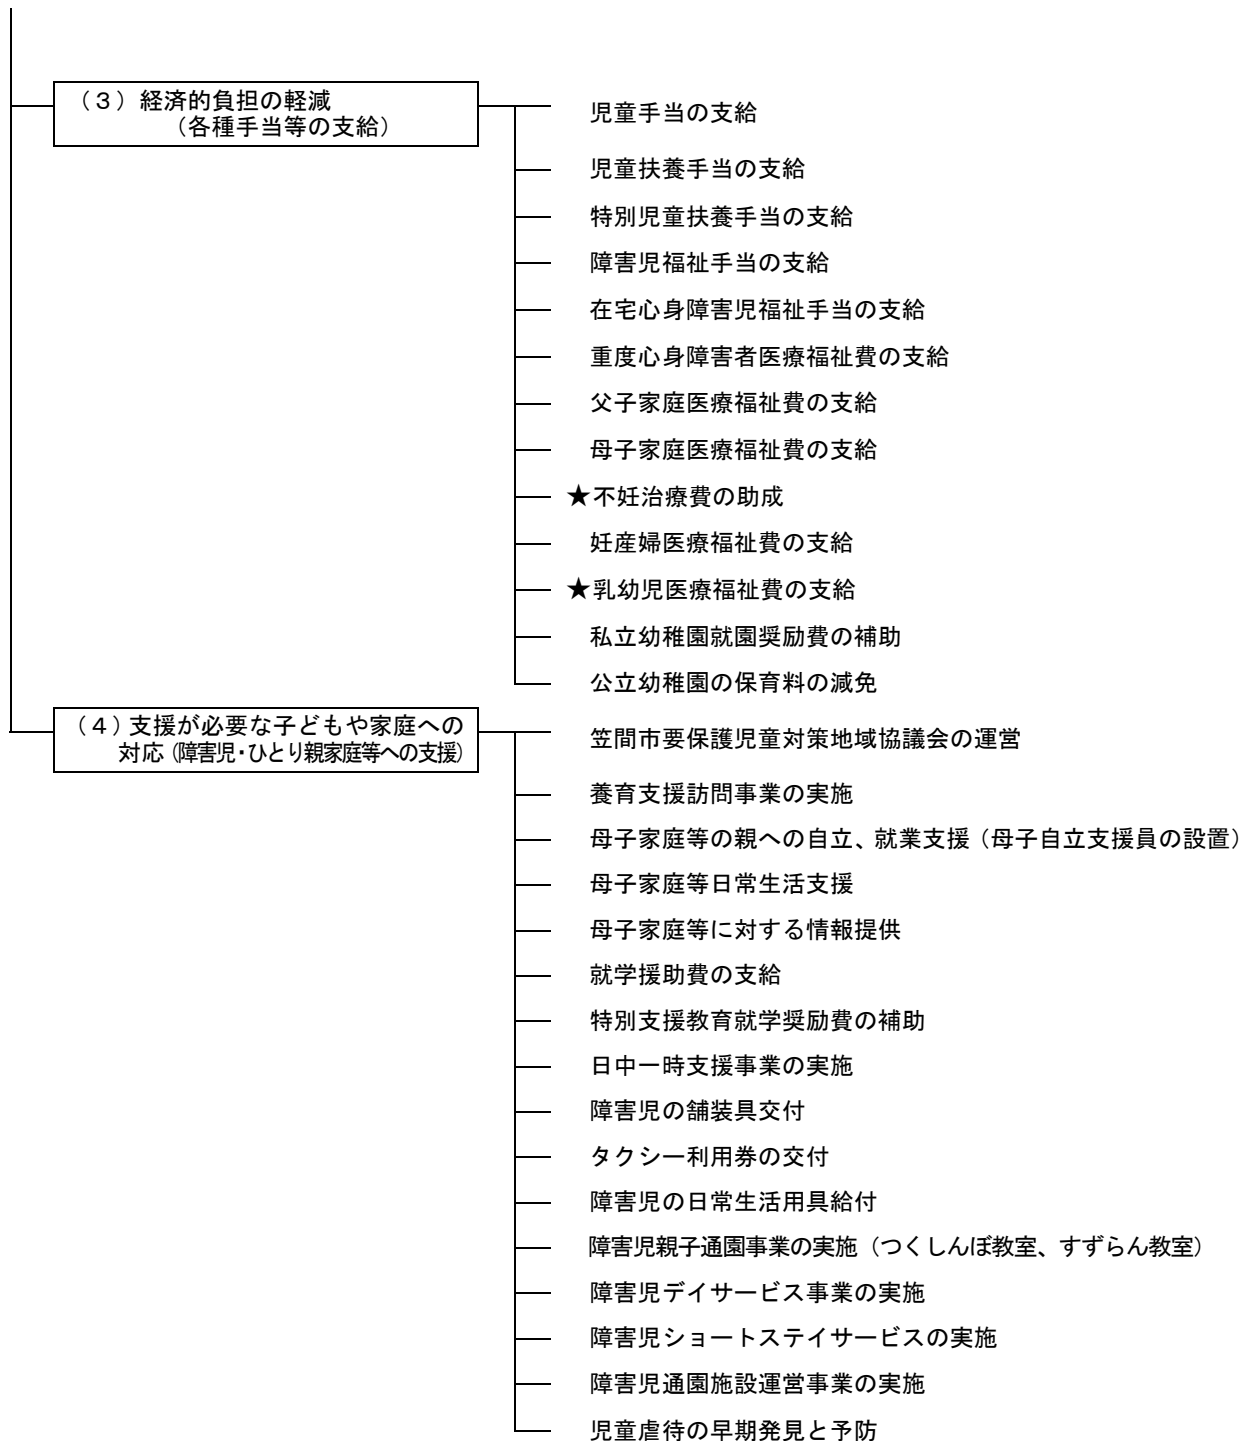 （３）経済的負担の軽減
（各種手当等の支給）
児童手当の支給
児童扶養手当の支給
特別児童扶養手当の支給
障害児福祉手当の支給
在宅心身障害児福祉手当の支給
重度心身障害者医療福祉費の支給
父子家庭医療福祉費の支給
母子家庭医療福祉費の支給
★不妊治療費の助成
妊産婦医療福祉費の支給
★乳幼児医療福祉費の支給
私立幼稚園就園奨励費の補助
公立幼稚園の保育料の減免
（４）支援が必要な子どもや家庭への
対応（障害児・ひとり親家庭等への支援）
笠間市要保護児童対策地域協議会の運営
養育支援訪問事業の実施
母子家庭等の親への自立、就業支援（母子自立支援員の設置）
母子家庭等日常生活支援
母子家庭等に対する情報提供
就学援助費の支給
特別支援教育就学奨励費の補助
日中一時支援事業の実施
障害児の舗装具交付
タクシー利用券の交付
障害児の日常生活用具給付
障害児親子通園事業の実施（つくしんぼ教室、すずらん教室）
障害児デイサービス事業の実施
障害児ショートステイサービスの実施
障害児通園施設運営事業の実施
児童虐待の早期発見と予防